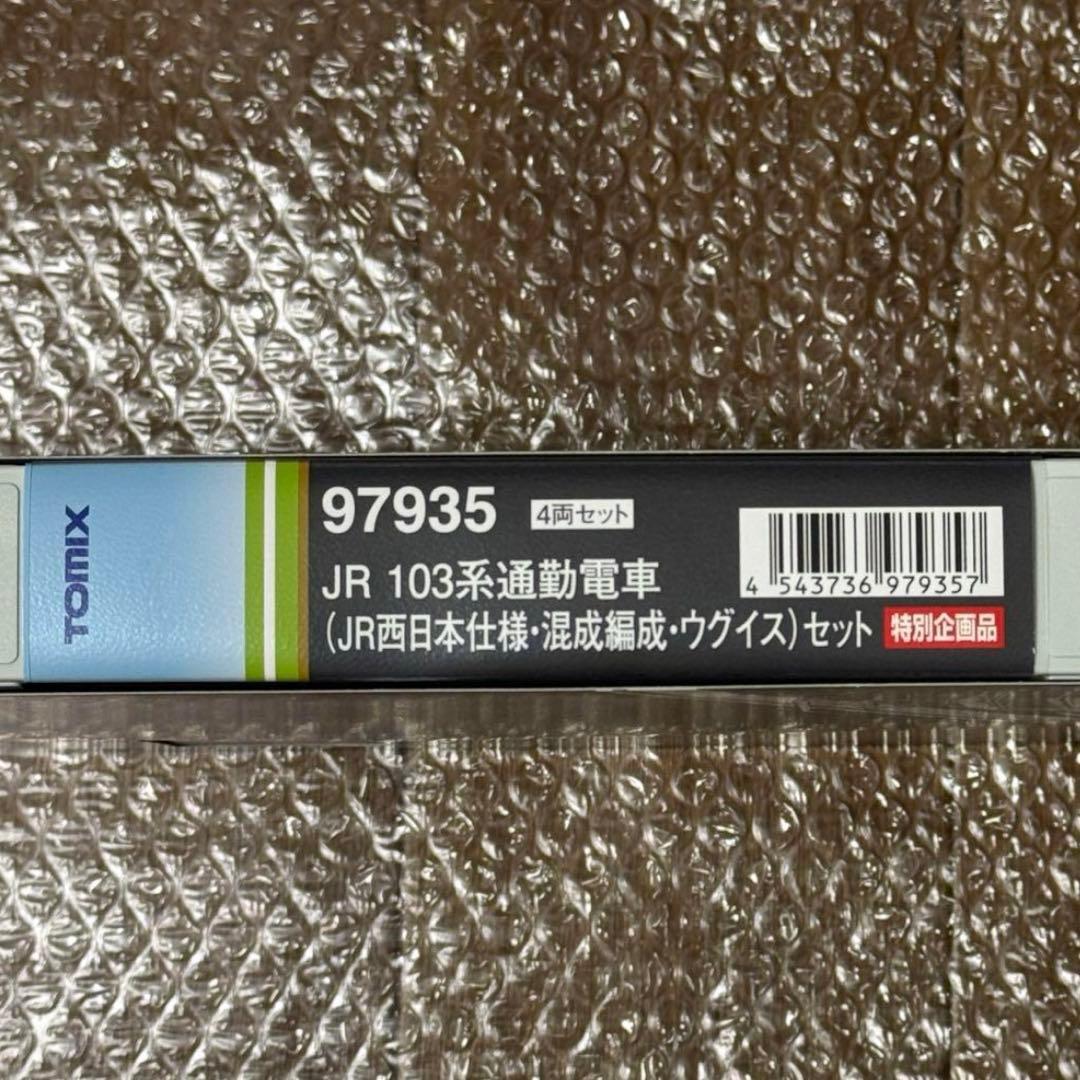 TOMIX
97935 4両セット
JR 103系通勤電車
(JR西日本仕様・混成編成・ウグイス)セット 特別企画品
4 543736 979357